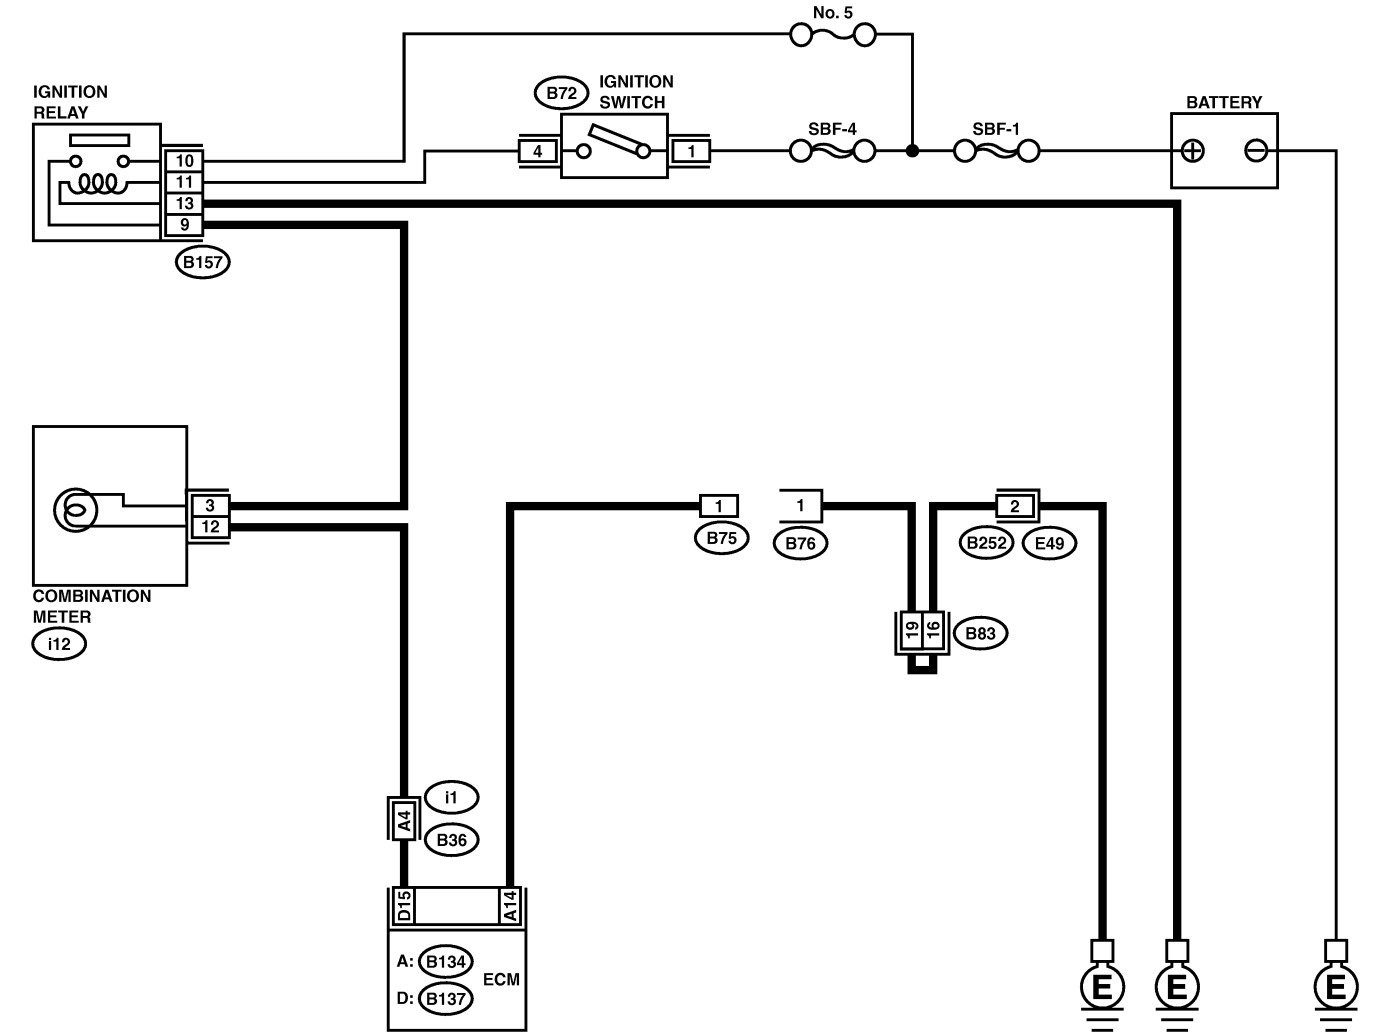 No. 5
IGNITION
RELAY
B72
IGNITION
SWITCH
SBF-4
SBF-1
BATTERY
4
1
10
11
13
9
B157
3
12
COMBINATION
METER
i12
1
B75
1
B76
2
B252
E49
19
16
B83
i1
A4
B36
D15
A14
A: B134
ECM
D: B137
E
E
E